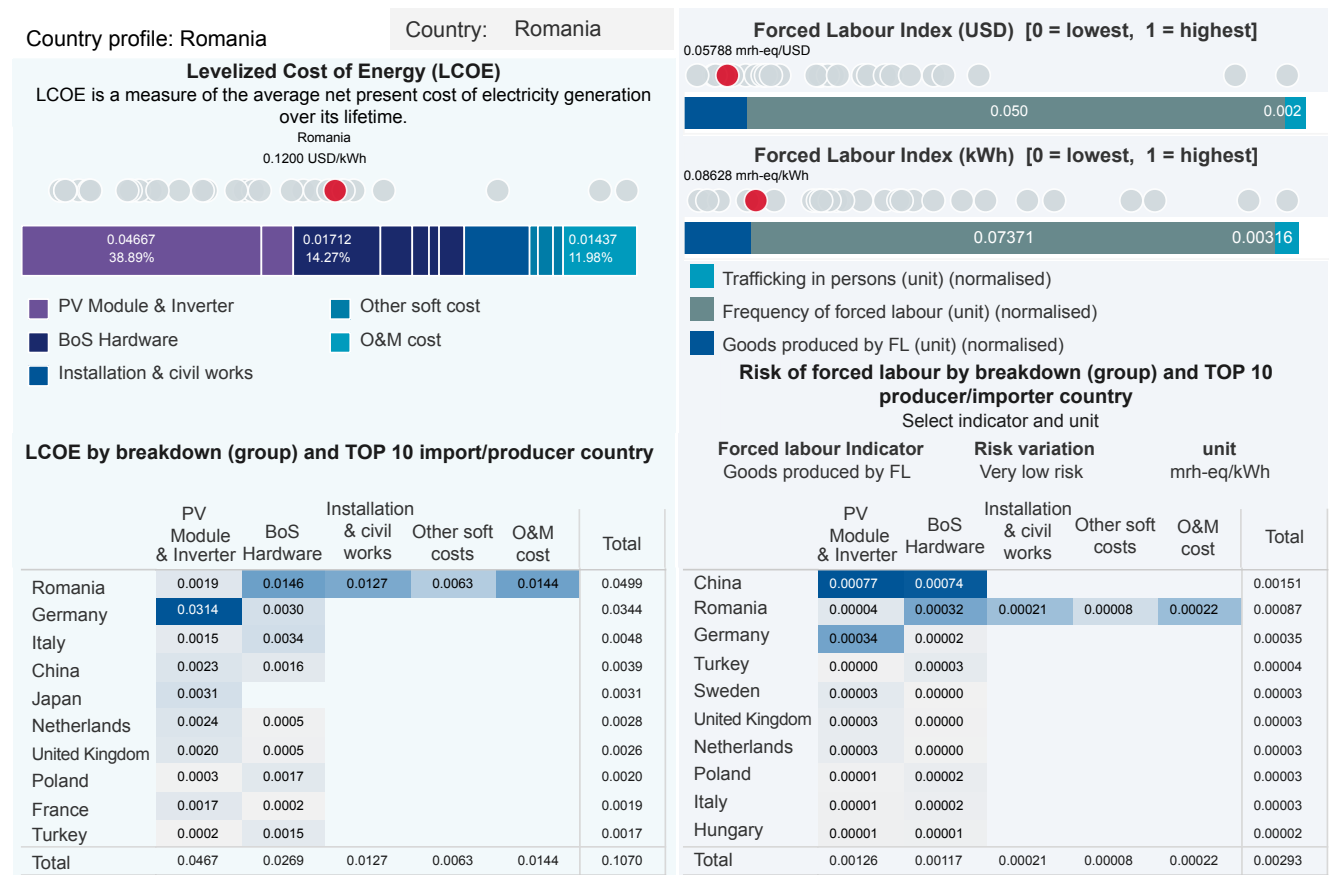 Country profile: Romania
Country: Romania
Levelized Cost of Energy (LCOE)
LCOE is a measure of the average net present cost of electricity generation
over its lifetime.
Romania
0.1200 USD/kWh
0.04667 0.01712 0.01437
38.89% 14.27% 11.98%
PV Module & Inverter Other soft cost
BoS Hardware O&M cost
Installation & civil works
LCOE by breakdown (group) and TOP 10 import/producer country
PV
Module
& Inverter
BoS
Hardware
Installation
& civil
works
Other soft
costs
O&M
cost
Total
Romania 0.0019 0.0146 0.0127 0.0063 0.0144 0.0499
Germany 0.0314 0.0030 0.0344
Italy 0.0015 0.0034 0.0048
China 0.0023 0.0016 0.0039
Japan 0.0031 0.0031
Netherlands 0.0024 0.0005 0.0028
United Kingdom 0.0020 0.0005 0.0026
Poland 0.0003 0.0017 0.0020
France 0.0017 0.0002 0.0019
Turkey 0.0002 0.0015 0.0017
Total 0.0467 0.0269 0.0127 0.0063 0.0144 0.1070
Forced Labour Index (USD) [0 = lowest, 1 = highest]
0.05788 mrh-eq/USD
0.050 0.002
Forced Labour Index (kWh) [0 = lowest, 1 = highest]
0.08628 mrh-eq/kWh
0.07371 0.00316
Trafficking in persons (unit) (normalised)
Frequency of forced labour (unit) (normalised)
Goods produced by FL (unit) (normalised)
Risk of forced labour by breakdown (group) and TOP 10
producer/importer country
Select indicator and unit
Forced labour Indicator Risk variation unit
Goods produced by FL Very low risk mrh-eq/kWh
PV
Module
& Inverter
BoS
Hardware
Installation
& civil
works
Other soft
costs
O&M
cost
Total
China 0.00077 0.00074 0.00151
Romania 0.00004 0.00032 0.00021 0.00008 0.00022 0.00087
Germany 0.00034 0.00002 0.00035
Turkey 0.00000 0.00003 0.00004
Sweden 0.00003 0.00000 0.00003
United Kingdom 0.00003 0.00000 0.00003
Netherlands 0.00003 0.00000 0.00003
Poland 0.00001 0.00002 0.00003
Italy 0.00001 0.00002 0.00003
Hungary 0.00001 0.00001 0.00002
Total 0.00126 0.00117 0.00021 0.00008 0.00022 0.00293